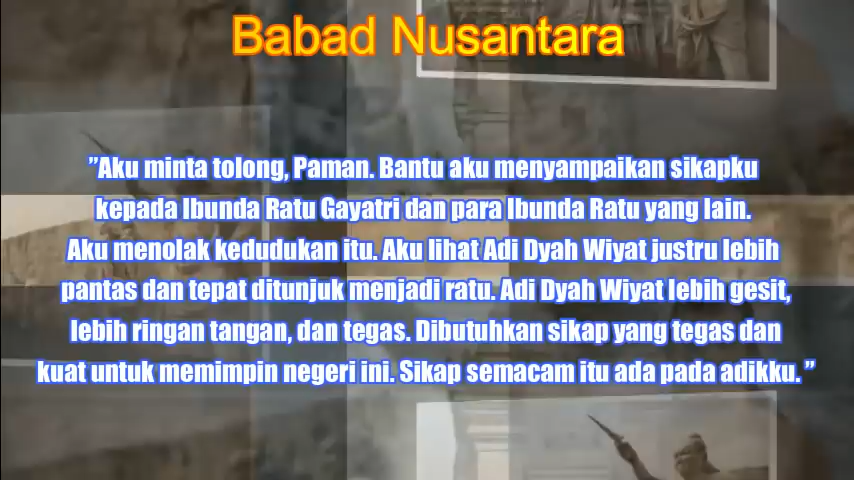 Babad Nusantara
”Aku minta tolong, Paman. Bantu aku menyampaikan sikapku
kepada Ibunda Ratu Gayatri dan para Ibunda Ratu yang lain.
Aku menolak kedudukan itu. Aku lihat Adi Dyah Wiyat justru lebih
pantas dan tepat ditunjuk menjadi ratu. Adi Dyah Wiyat lebih gesit,
lebih ringan tangan, dan tegas. Dibutuhkan sikap yang tegas dan
kuat untuk memimpin negeri ini. Sikap semacam itu ada pada adikku. ”